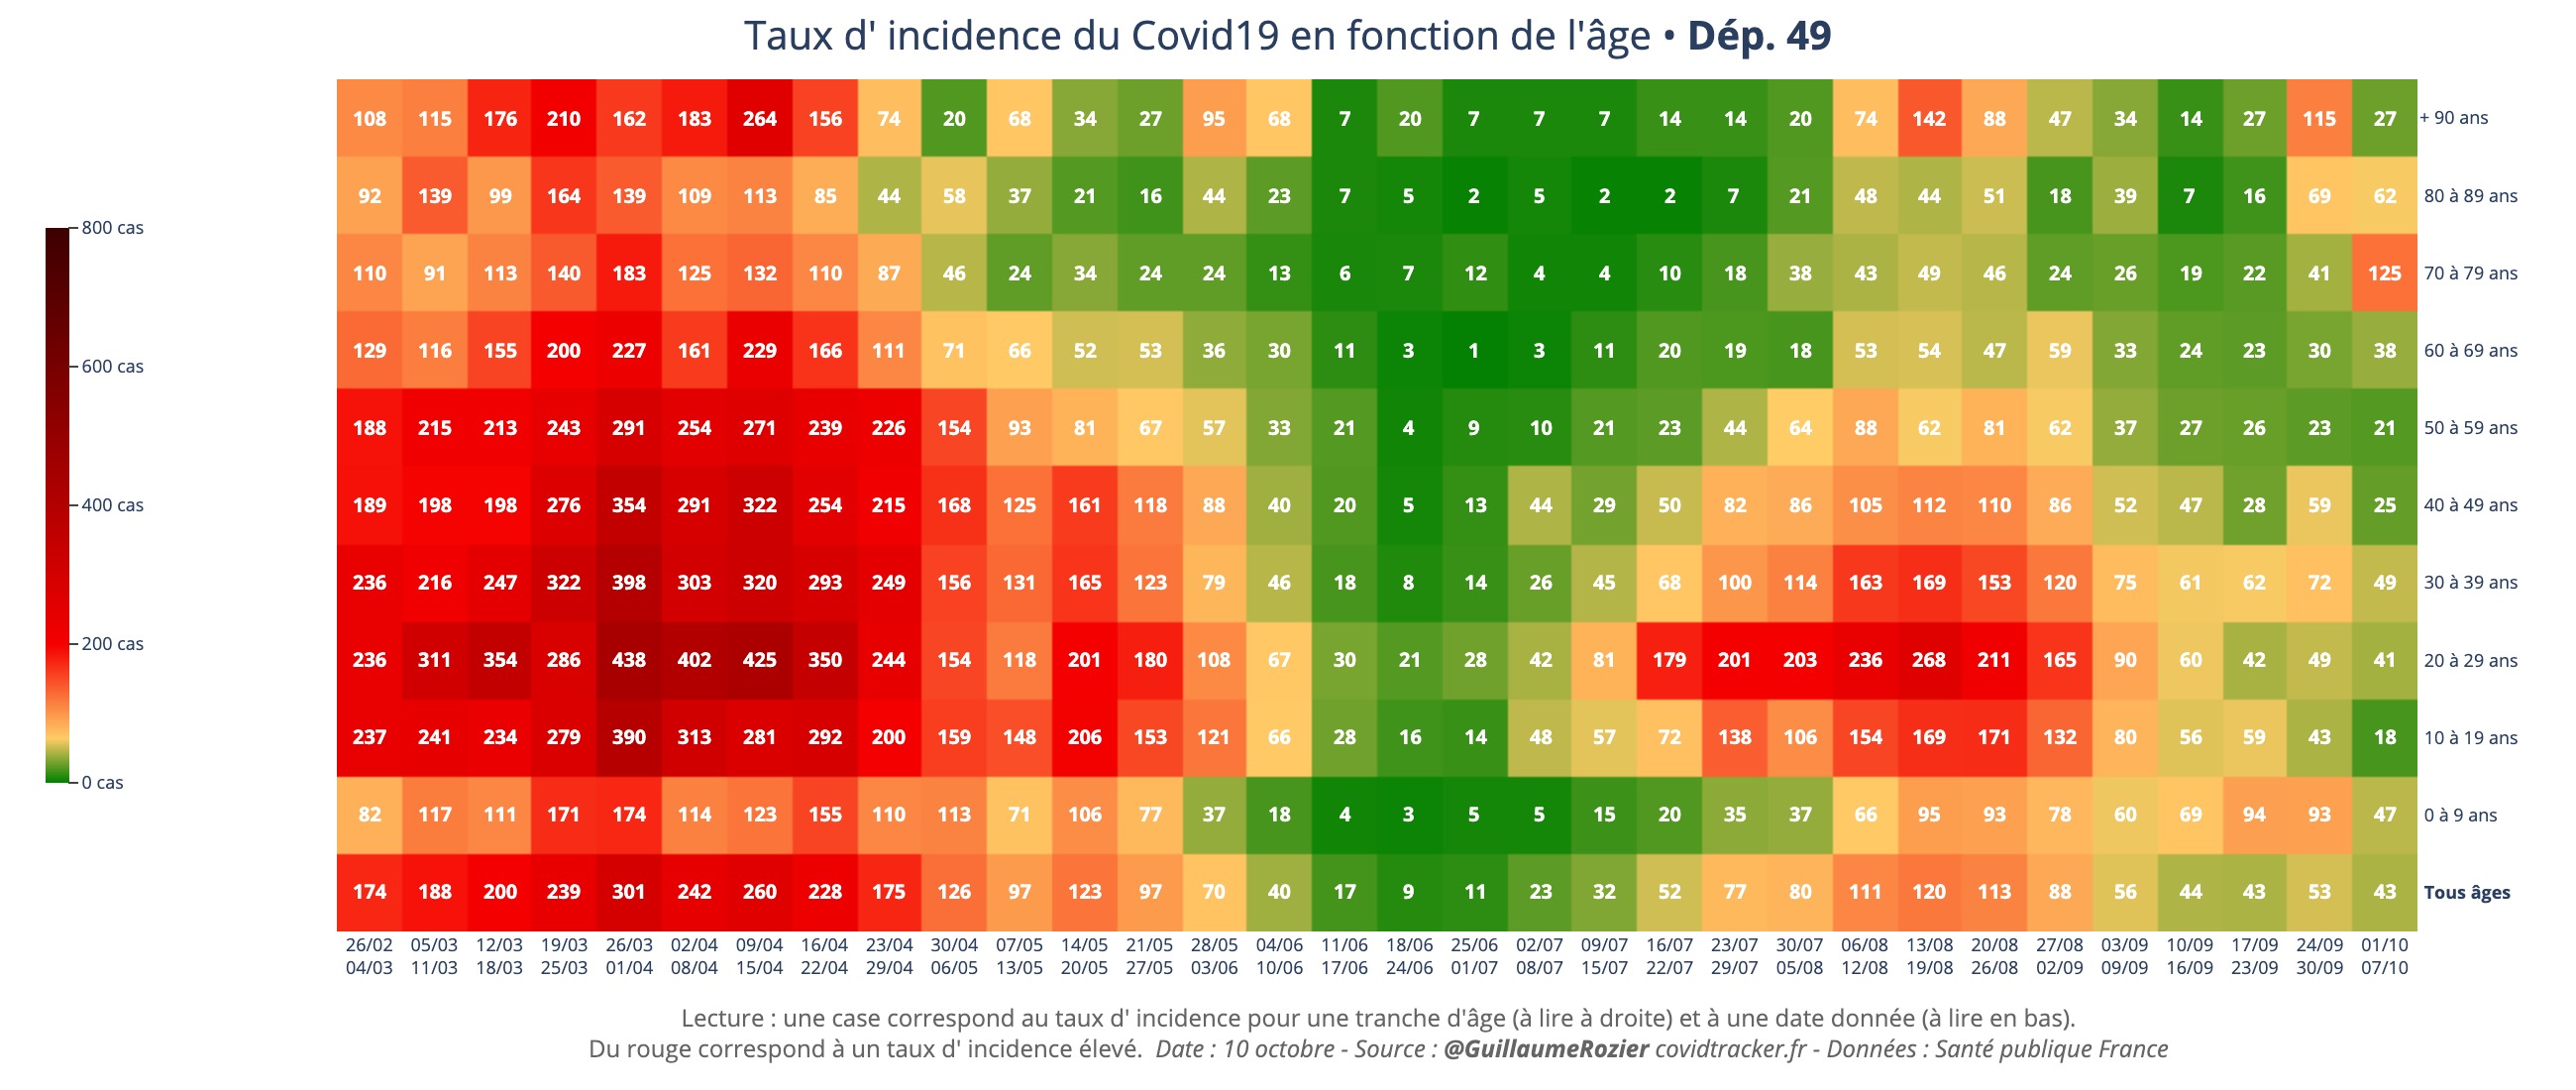 Taux d' incidence du Covid19 en fonction de l'âge • Dép. 49
800 cas
600 cas
400 cas
200 cas
0 cas
108 115 176 210 162 183 264 156 74 20 68 34 27 95 68 7 20 7 7 7 14 14 20 74 142 88 47 34 14 27 115 27 + 90 ans
92 139 99 164 139 109 113 85 44 58 37 21 16 44 23 7 5 2 5 2 2 7 21 48 44 51 18 39 7 16 69 62 80 à 89 ans
110 91 113 140 183 125 132 110 87 46 24 34 24 24 13 6 7 12 4 4 10 18 38 43 49 46 24 26 19 22 41 125 70 à 79 ans
129 116 155 200 227 161 229 166 111 71 66 52 53 36 30 11 3 1 3 11 20 19 18 53 54 47 59 33 24 23 30 38 60 à 69 ans
188 215 213 243 291 254 271 239 226 154 93 81 67 57 33 21 4 9 10 21 23 44 64 88 62 81 62 37 27 26 23 21 50 à 59 ans
189 198 198 276 354 291 322 254 215 168 125 161 118 88 40 20 5 13 44 29 50 82 86 105 112 110 86 52 47 28 59 25 40 à 49 ans
236 216 247 322 398 303 320 293 249 156 131 165 123 79 46 18 8 14 26 45 68 100 114 163 169 153 120 75 61 62 72 49 30 à 39 ans
236 311 354 286 438 402 425 350 244 154 118 201 180 108 67 30 21 28 42 81 179 201 203 236 268 211 165 90 60 42 49 41 20 à 29 ans
237 241 234 279 390 313 281 292 200 159 148 206 153 121 66 28 16 14 48 57 72 138 106 154 169 171 132 80 56 59 43 18 10 à 19 ans
82 117 111 171 174 114 123 155 110 113 71 106 77 37 18 4 3 5 5 15 20 35 37 66 95 93 78 60 69 94 93 47 0 à 9 ans
174 188 200 239 301 242 260 228 175 126 97 123 97 70 40 17 9 11 23 32 52 77 80 111 120 113 88 56 44 43 53 43 Tous âges
26/02 05/03 12/03 19/03 26/03 02/04 09/04 16/04 23/04 30/04 07/05 14/05 21/05 28/05 04/06 11/06 18/06 25/06 02/07 09/07 16/07 23/07 30/07 06/08 13/08 20/08 27/08 03/09 10/09 17/09 24/09 01/10
04/03 11/03 18/03 25/03 01/04 08/04 15/04 22/04 29/04 06/05 13/05 20/05 27/05 03/06 10/06 17/06 24/06 01/07 08/07 15/07 22/07 29/07 05/08 12/08 19/08 26/08 02/09 09/09 16/09 23/09 30/09 07/10
Lecture : une case correspond au taux d' incidence pour une tranche d'âge (à lire à droite) et à une date donnée (à lire en bas).
Du rouge correspond à un taux d' incidence élevé. Date : 10 octobre - Source : @GuillaumeRozier covidtracker.fr - Données : Santé publique France